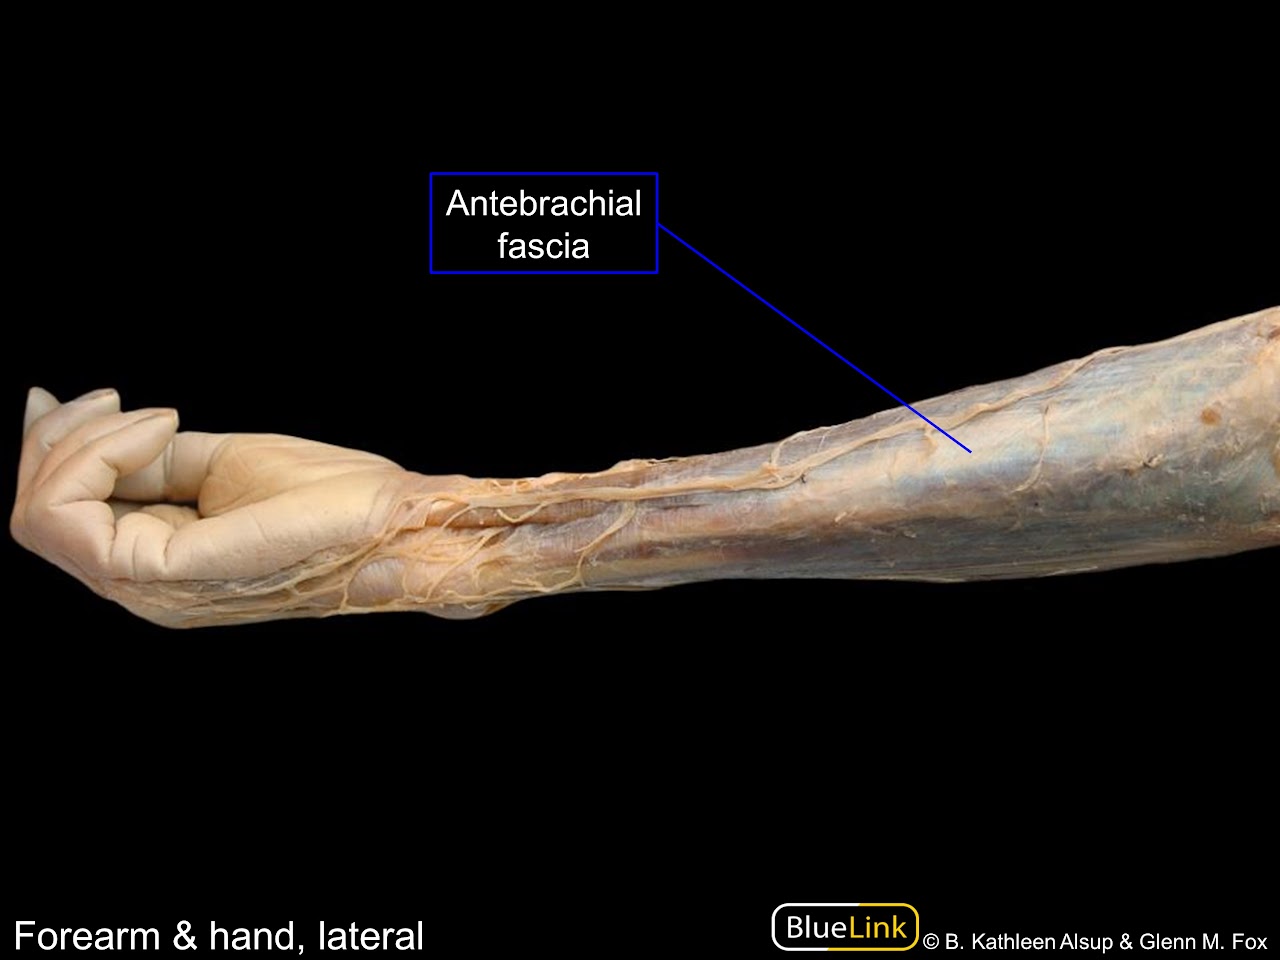 Antebrachial
fascia
Forearm & hand, lateral
BlueLink
© B. Kathleen Alsup & Glenn M. Fox